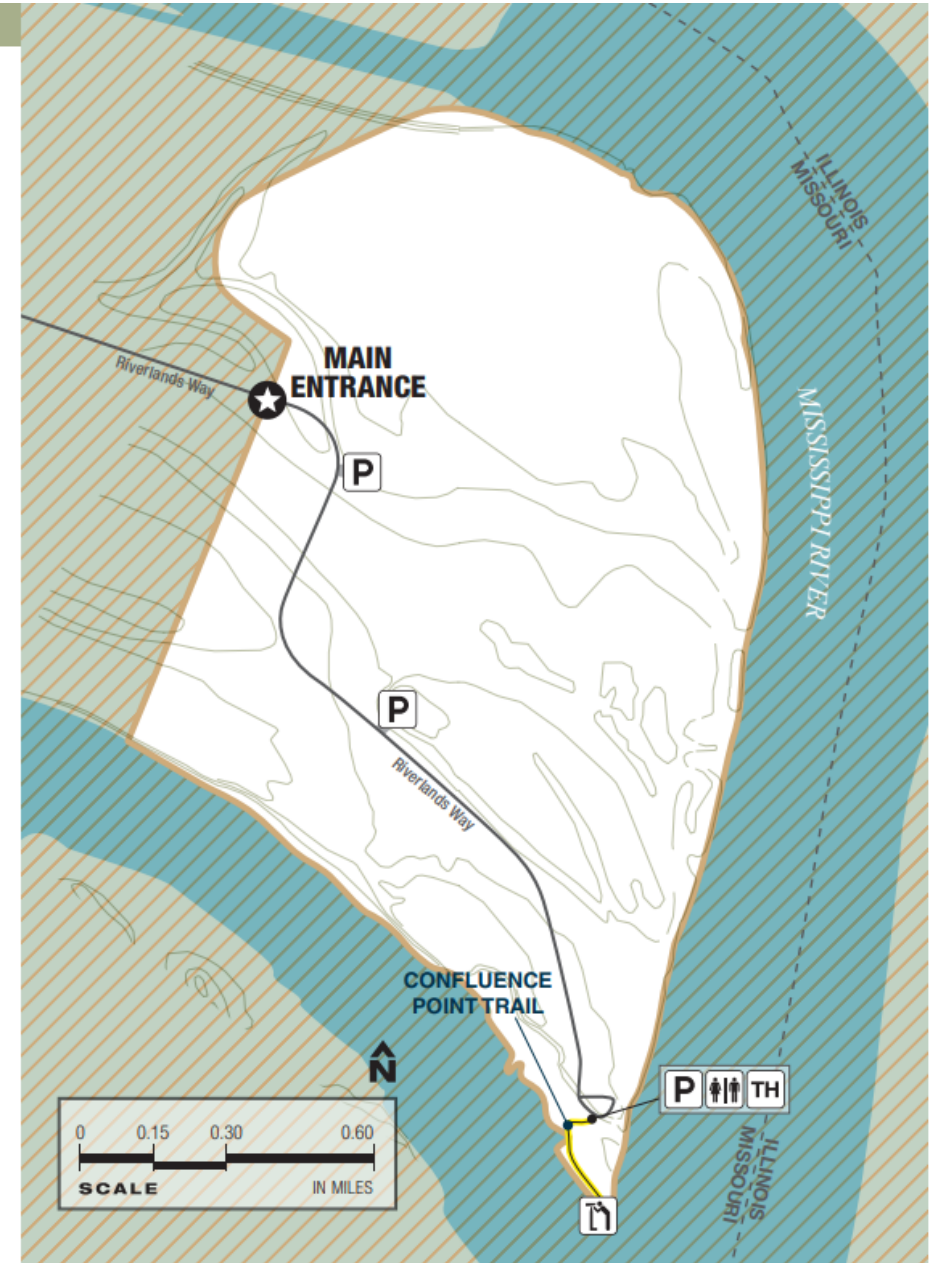 ILLINOIS
MISSOURI
Riverlands Way
MAIN
ENTRANCE
P
MISSISSIPPI RIVER
P
Riverlands Way
CONFLUENCE
POINT TRAIL
N
P TH
0 0.15 0.30 0.60
SCALE IN MILES
ILLINOIS
MISSOURI